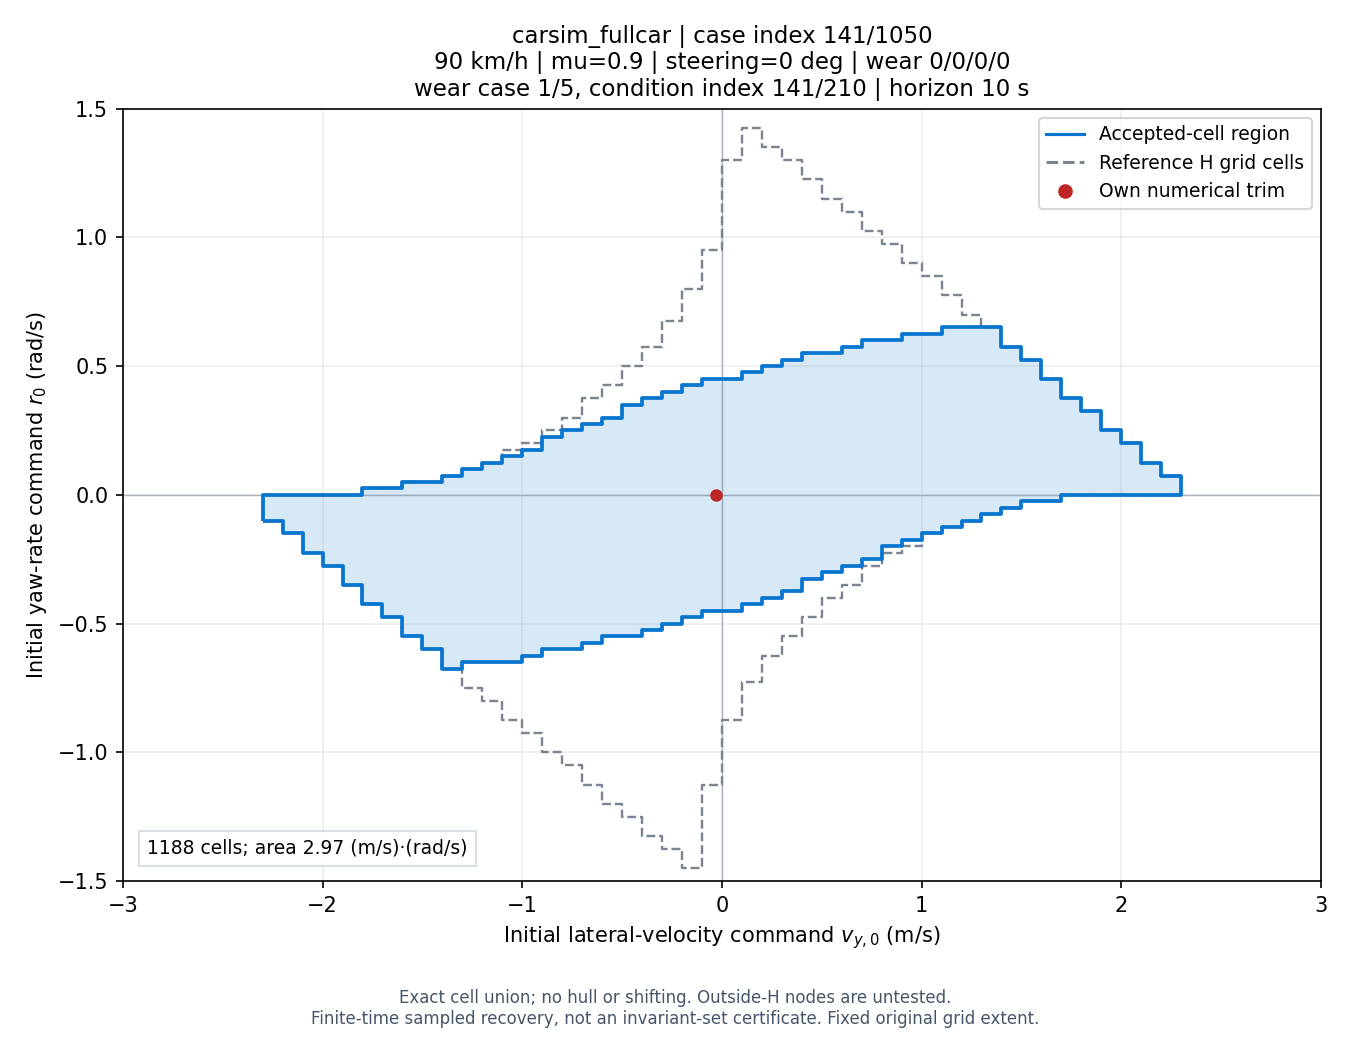 carsim_fullcar | case index 141/1050
90 km/h | mu=0.9 | steering=0 deg | wear 0/0/0/0
wear case 1/5, condition index 141/210 | horizon 10 s
Accepted-cell region
Reference H grid cells
Own numerical trim
Initial yaw-rate command r₀ (rad/s)
1.5
1.0
0.5
0.0
−0.5
−1.0
−1.5
1188 cells; area 2.97 (m/s)·(rad/s)
−3
−2
−1
0
1
2
3
Initial lateral-velocity command v_{y,0} (m/s)
Exact cell union; no hull or shifting. Outside-H nodes are untested.
Finite-time sampled recovery, not an invariant-set certificate. Fixed original grid extent.